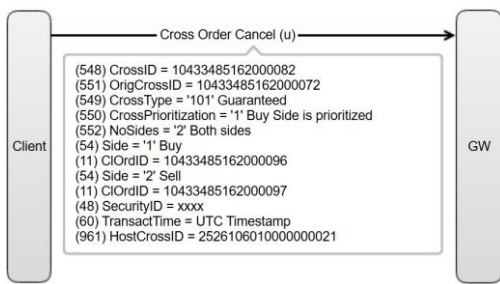 Cross Order Cancel (u)
(548) CrossID = 10433485162000082
(551) OrigCrossID = 10433485162000072
(549) CrossType = '101' Guaranteed
(550) CrossPrioritization = '1' Buy Side is prioritized
(552) NoSides = '2' Both sides
(54) Side = '1' Buy
(11) ClOrdID = 10433485162000096
(54) Side = '2' Sell
(11) ClOrdID = 10433485162000097
(48) SecurityID = xxxx
(60) TransactTime = UTC Timestamp
(961) HostCrossID = 2526106010000000021
Client
GW